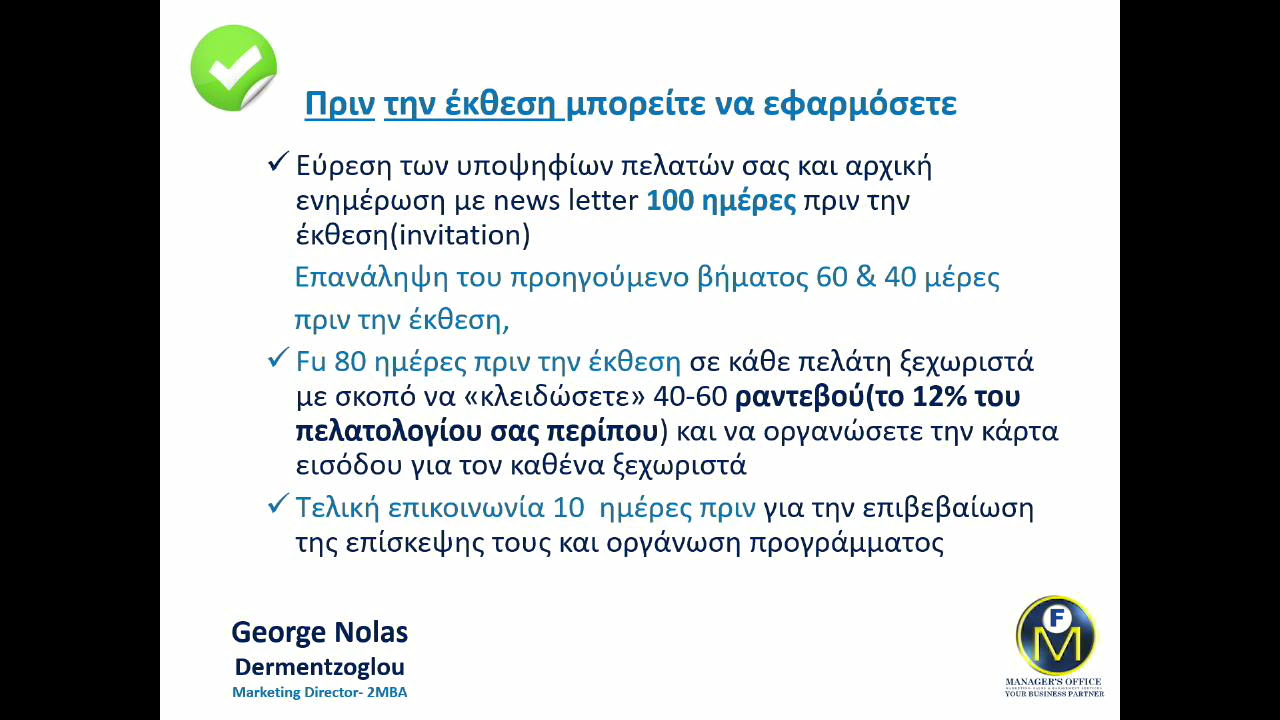 Πριν την έκθεση μπορείτε να εφαρμόσετε
Εύρεση των υποψηφίων πελατών σας και αρχική
ενημέρωση με news letter 100 ημέρες πριν την
έκθεση(invitation)
Επανάληψη του προηγούμενο βήματος 60 & 40 μέρες
πριν την έκθεση,
Fu 80 ημέρες πριν την έκθεση σε κάθε πελάτη ξεχωριστά
με σκοπό να «κλειδώσετε» 40-60 ραντεβού(το 12% του
πελατολογίου σας περίπου) και να οργανώσετε την κάρτα
εισόδου για τον καθένα ξεχωριστά
Τελική επικοινωνία 10 ημέρες πριν για την επιβεβαίωση
της επίσκεψης τους και οργάνωση προγράμματος
George Nolas
Dermentzoglou
Marketing Director- 2MBA
F
M
MANAGER'S OFFICE
YOUR BUSINESS PARTNER